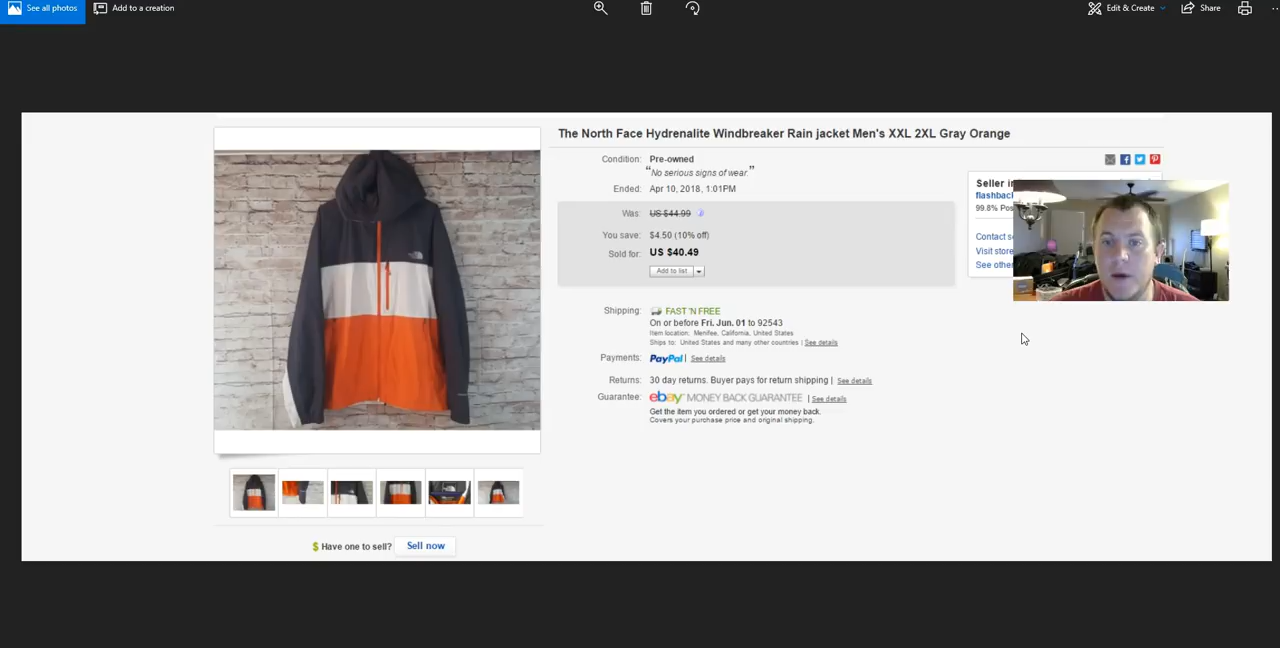 See all photos
Add to a creation
Edit & Create
Share
The North Face Hydrenalite Windbreaker Rain jacket Men's XXL 2XL Gray Orange
Condition: Pre-owned
"No serious signs of wear."
Ended: Apr 10, 2018, 1:01PM
Was: US $44.99
You save: $4.50 (10% off)
Sold for: US $40.49
Add to list
Shipping: FAST 'N FREE
On or before Fri. Jun. 01 to 92543
Item location: Menifee, California, United States
Ships to: United States and many other countries | See details
Payments: PayPal | See details
Returns: 30 day returns. Buyer pays for return shipping | See details
Guarantee: ebay MONEY BACK GUARANTEE | See details
Get the item you ordered or get your money back.
Covers your purchase price and original shipping.
Seller
flashback
99.8%
Contact
Visit store
See other
$ Have one to sell? Sell now